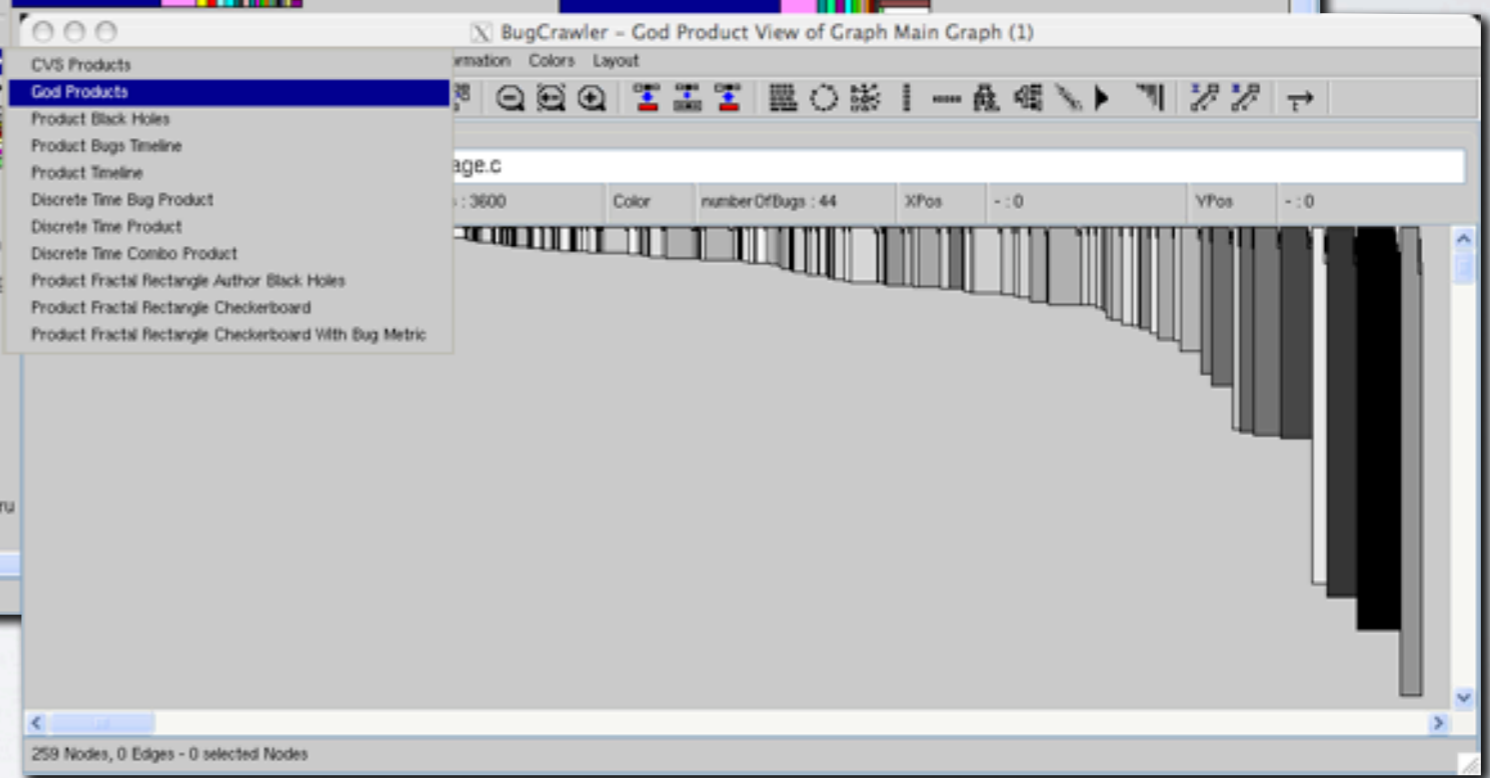 BugCrawler – God Product View of Graph Main Graph (1)
Colors Layout
CVS Products
God Products
Product Black Holes
Product Bugs Timeline
Product Timeline
Discrete Time Bug Product
Discrete Time Product
Discrete Time Combo Product
Product Fractal Rectangle Author Black Holes
Product Fractal Rectangle Checkerboard
Product Fractal Rectangle Checkerboard With Bug Metric
age.c
: 3600 Color numberOfBugs : 44 XPos - : 0 YPos - : 0
259 Nodes, 0 Edges - 0 selected Nodes